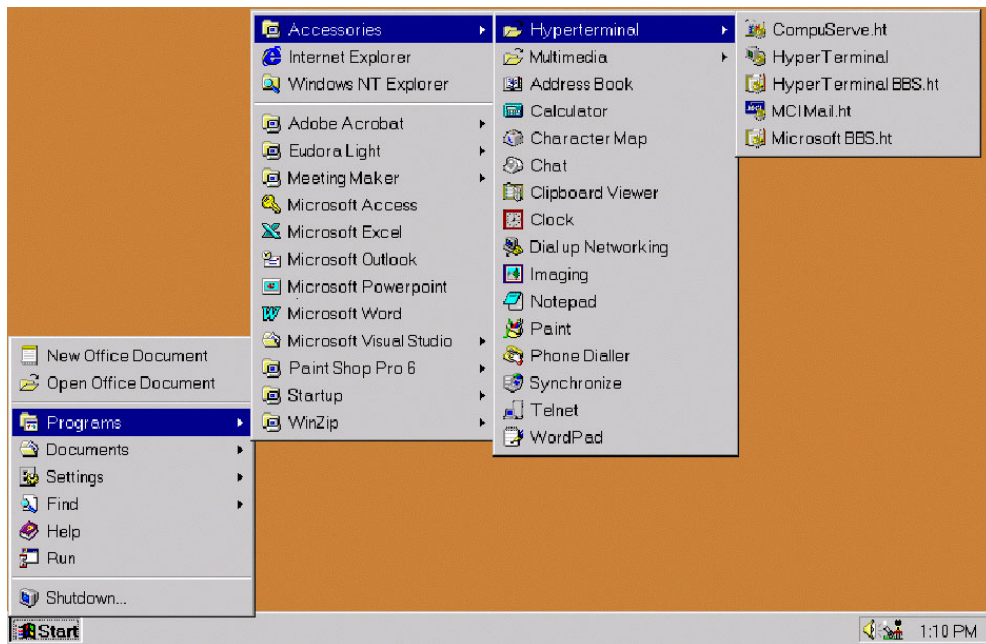 New Office Document
Open Office Document
Programs
Documents
Settings
Find
Help
Run
Shutdown...
Start
Accessories
Internet Explorer
Windows NT Explorer
Adobe Acrobat
Eudora Light
Meeting Maker
Microsoft Access
Microsoft Excel
Microsoft Outlook
Microsoft Powerpoint
Microsoft Word
Microsoft Visual Studio
Paint Shop Pro 6
Startup
WinZip
Hyperterminal
Multimedia
Address Book
Calculator
Character Map
Chat
Clipboard Viewer
Clock
Dial up Networking
Imaging
Notepad
Paint
Phone Dialler
Synchronize
Telnet
WordPad
CompuServe.ht
HyperTerminal
HyperTerminal BBS.ht
MCI Mail.ht
Microsoft BBS.ht
1:10 PM